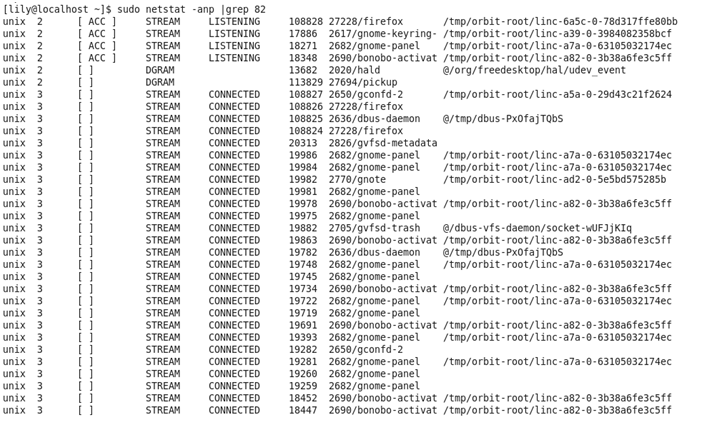 [lily@localhost ~]$ sudo netstat -anp |grep 82
unix 2 [ ACC ] STREAM LISTENING 108828 27228/firefox /tmp/orbit-root/linc-6a5c-0-78d317ffe80bb
unix 2 [ ACC ] STREAM LISTENING 17886 2617/gnome-keyring- /tmp/orbit-root/linc-a39-0-3984082358bcf
unix 2 [ ACC ] STREAM LISTENING 18271 2682/gnome-panel /tmp/orbit-root/linc-a7a-0-63105032174ec
unix 2 [ ACC ] STREAM LISTENING 18348 2690/bonobo-activat /tmp/orbit-root/linc-a82-0-3b38a6fe3c5ff
unix 2 [ ] DGRAM 13682 2020/hald @/org/freedesktop/hal/udev_event
unix 2 [ ] DGRAM 113829 27694/pickup
unix 3 [ ] STREAM CONNECTED 108827 2650/gconfd-2 /tmp/orbit-root/linc-a5a-0-29d43c21f2624
unix 3 [ ] STREAM CONNECTED 108826 27228/firefox
unix 3 [ ] STREAM CONNECTED 108825 2636/dbus-daemon @/tmp/dbus-PxOfajTQbS
unix 3 [ ] STREAM CONNECTED 108824 27228/firefox
unix 3 [ ] STREAM CONNECTED 20313 2826/gvfsd-metadata
unix 3 [ ] STREAM CONNECTED 19986 2682/gnome-panel /tmp/orbit-root/linc-a7a-0-63105032174ec
unix 3 [ ] STREAM CONNECTED 19984 2682/gnome-panel /tmp/orbit-root/linc-a7a-0-63105032174ec
unix 3 [ ] STREAM CONNECTED 19982 2770/gnote /tmp/orbit-root/linc-ad2-0-5e5bd575285b
unix 3 [ ] STREAM CONNECTED 19981 2682/gnome-panel
unix 3 [ ] STREAM CONNECTED 19978 2690/bonobo-activat /tmp/orbit-root/linc-a82-0-3b38a6fe3c5ff
unix 3 [ ] STREAM CONNECTED 19975 2682/gnome-panel
unix 3 [ ] STREAM CONNECTED 19882 2705/gvfsd-trash @/dbus-vfs-daemon/socket-wUFJjKIq
unix 3 [ ] STREAM CONNECTED 19863 2690/bonobo-activat /tmp/orbit-root/linc-a82-0-3b38a6fe3c5ff
unix 3 [ ] STREAM CONNECTED 19782 2636/dbus-daemon @/tmp/dbus-PxOfajTQbS
unix 3 [ ] STREAM CONNECTED 19748 2682/gnome-panel /tmp/orbit-root/linc-a7a-0-63105032174ec
unix 3 [ ] STREAM CONNECTED 19745 2682/gnome-panel
unix 3 [ ] STREAM CONNECTED 19734 2690/bonobo-activat /tmp/orbit-root/linc-a82-0-3b38a6fe3c5ff
unix 3 [ ] STREAM CONNECTED 19722 2682/gnome-panel /tmp/orbit-root/linc-a7a-0-63105032174ec
unix 3 [ ] STREAM CONNECTED 19719 2682/gnome-panel
unix 3 [ ] STREAM CONNECTED 19691 2690/bonobo-activat /tmp/orbit-root/linc-a82-0-3b38a6fe3c5ff
unix 3 [ ] STREAM CONNECTED 19393 2682/gnome-panel /tmp/orbit-root/linc-a7a-0-63105032174ec
unix 3 [ ] STREAM CONNECTED 19282 2650/gconfd-2
unix 3 [ ] STREAM CONNECTED 19281 2682/gnome-panel /tmp/orbit-root/linc-a7a-0-63105032174ec
unix 3 [ ] STREAM CONNECTED 19260 2682/gnome-panel
unix 3 [ ] STREAM CONNECTED 19259 2682/gnome-panel
unix 3 [ ] STREAM CONNECTED 18452 2690/bonobo-activat /tmp/orbit-root/linc-a82-0-3b38a6fe3c5ff
unix 3 [ ] STREAM CONNECTED 18447 2690/bonobo-activat /tmp/orbit-root/linc-a82-0-3b38a6fe3c5ff